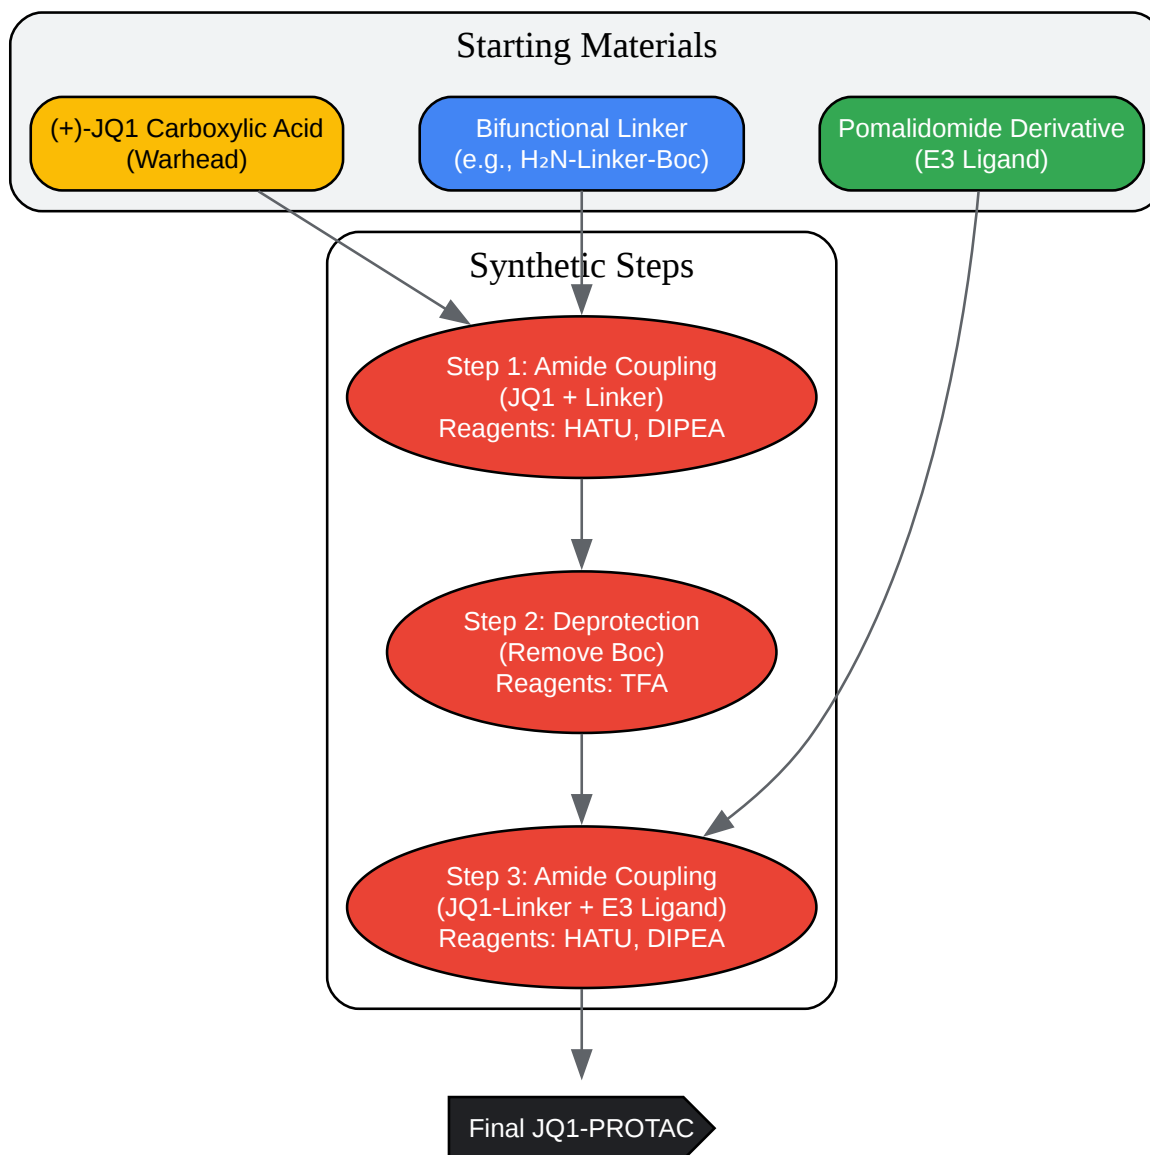 Starting Materials
(+)-JQ1 Carboxylic Acid
(Warhead)
Bifunctional Linker
(e.g., H₂N-Linker-Boc)
Pomalidomide Derivative
(E3 Ligand)
Synthetic Steps
Step 1: Amide Coupling
(JQ1 + Linker)
Reagents: HATU, DIPEA
Step 2: Deprotection
(Remove Boc)
Reagents: TFA
Step 3: Amide Coupling
(JQ1-Linker + E3 Ligand)
Reagents: HATU, DIPEA
Final JQ1-PROTAC